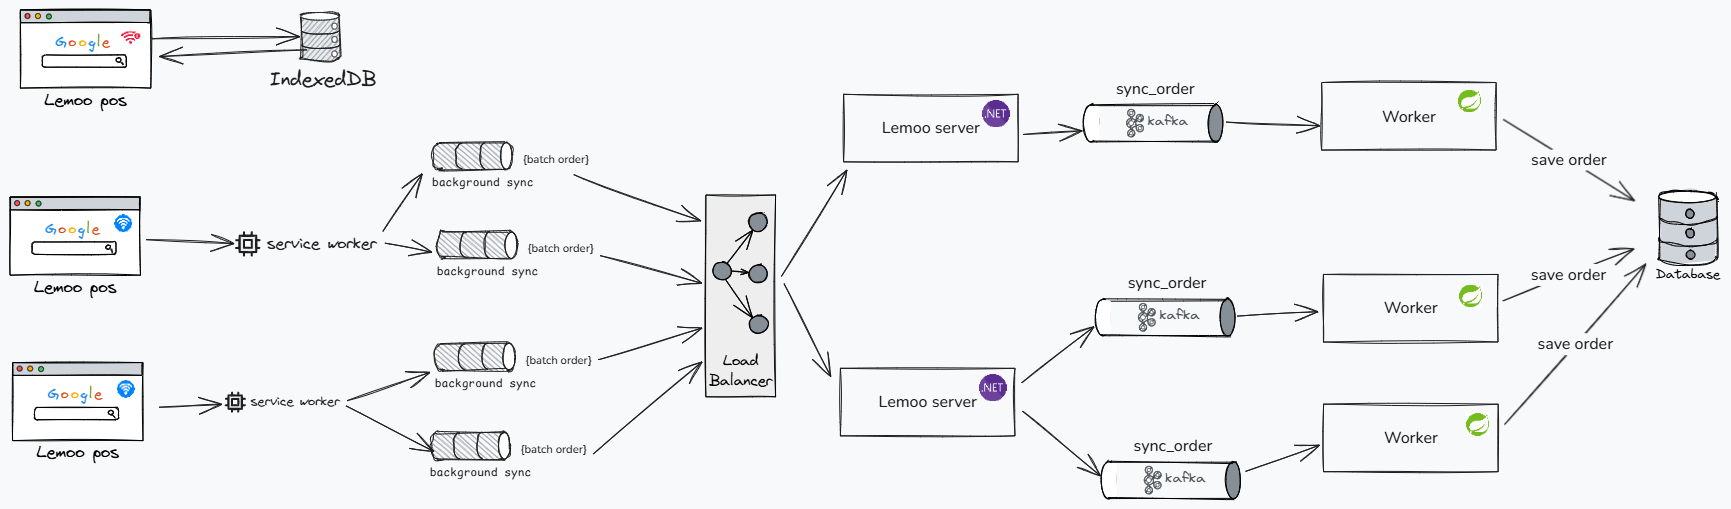 Google
Lemoo pos
IndexedDB
Google
Lemoo pos
service worker
background sync
{batch order}
background sync
{batch order}
Google
Lemoo pos
service worker
background sync
{batch order}
background sync
{batch order}
Load
Balancer
Lemoo server
.NET
sync_order
kafka
Worker
save order
Lemoo server
.NET
sync_order
kafka
Worker
save order
sync_order
kafka
Worker
save order
Database